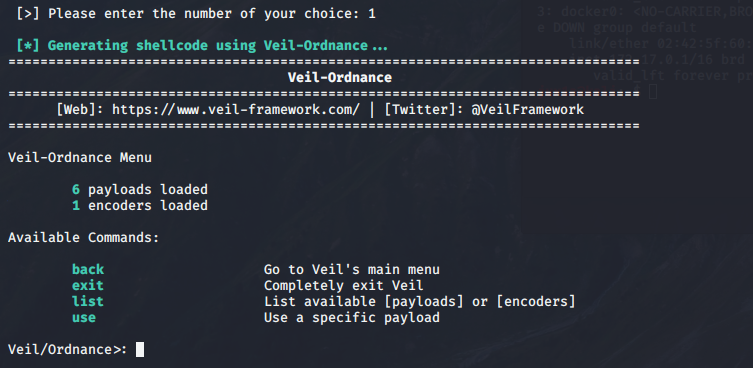 [>] Please enter the number of your choice: 1
[*] Generating shellcode using Veil-Ordnance...
===============================================================================
Veil-Ordnance
===============================================================================
[Web]: https://www.veil-framework.com/ | [Twitter]: @VeilFramework
===============================================================================
Veil-Ordnance Menu
6 payloads loaded
1 encoders loaded
Available Commands:
back Go to Veil's main menu
exit Completely exit Veil
list List available [payloads] or [encoders]
use Use a specific payload
Veil/Ordnance>:
3: docker0: <NO-CARRIER,BRO
e DOWN group default
link/ether 02:42:5f:60:
17.0.1/16 brd
valid_lft forever pr